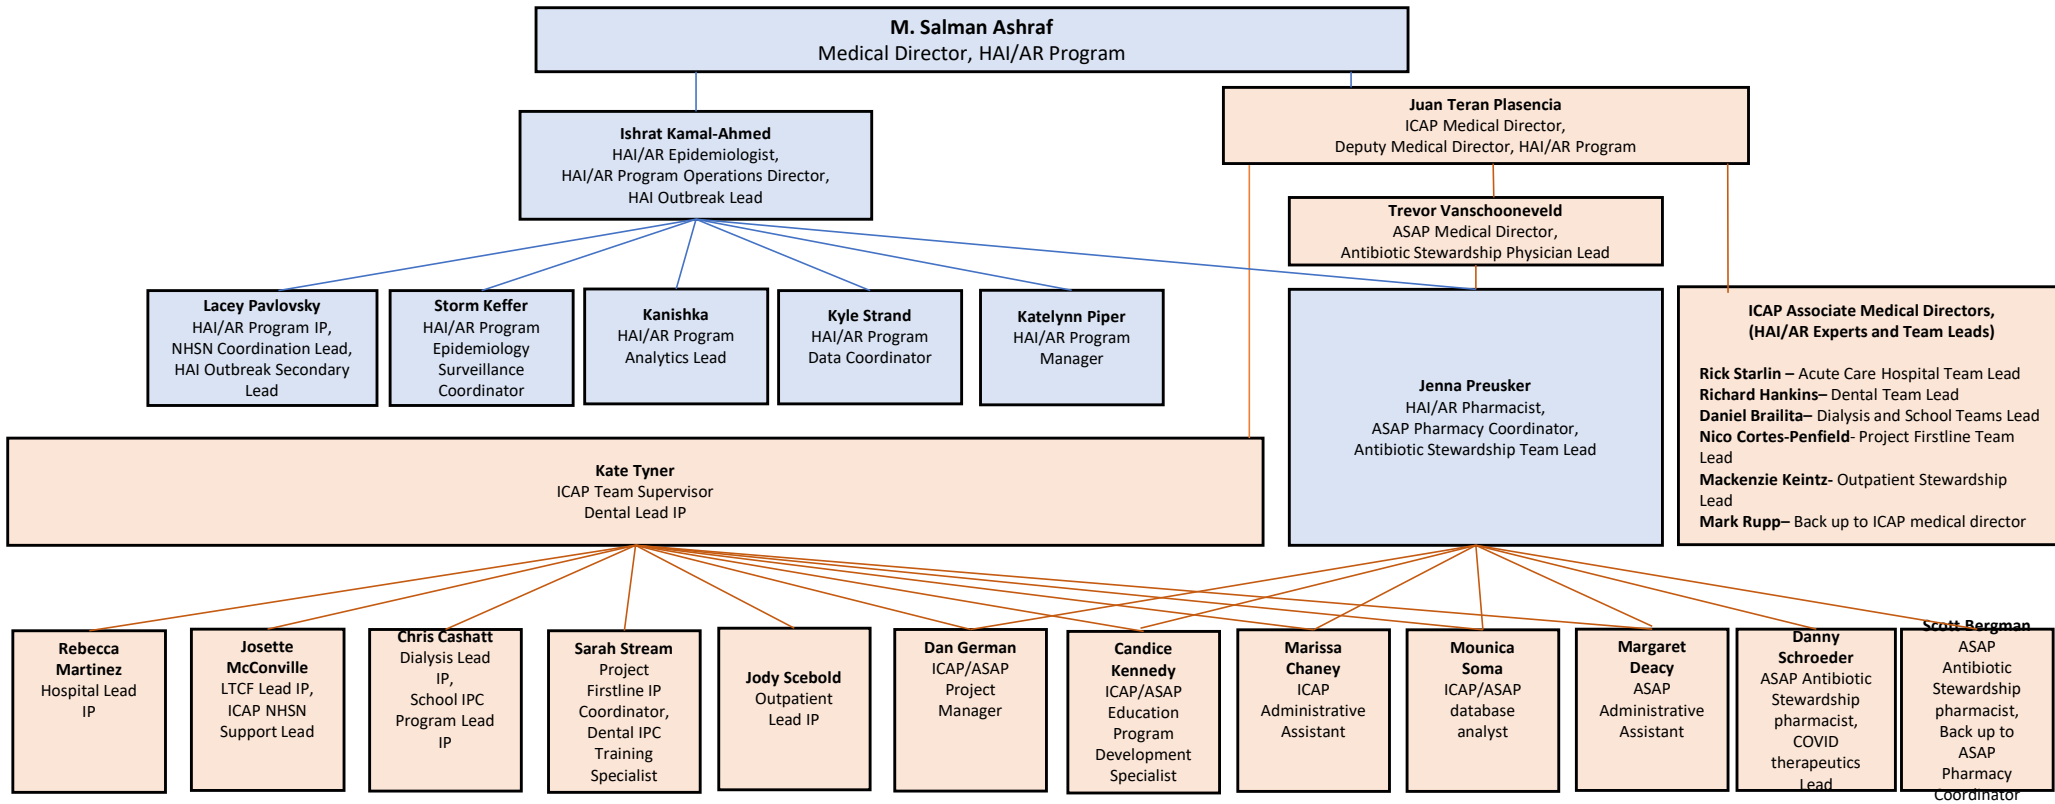 M. Salman Ashraf
Medical Director, HAI/AR Program
Juan Teran Plasencia
ICAP Medical Director,
Deputy Medical Director, HAI/AR Program
Ishrat Kamal-Ahmed
HAI/AR Epidemiologist,
HAI/AR Program Operations Director,
HAI Outbreak Lead
Trevor Vanschooneveld
ASAP Medical Director,
Antibiotic Stewardship Physician Lead
Lacey Pavlovsky
HAI/AR Program IP,
NHSN Coordination Lead,
HAI Outbreak Secondary
Lead
Storm Keffer
HAI/AR Program
Epidemiology
Surveillance
Coordinator
Kanishka
HAI/AR Program
Analytics Lead
Kyle Strand
HAI/AR Program
Data Coordinator
Katelynn Piper
HAI/AR Program
Manager
Jenna Preusker
HAI/AR Pharmacist,
ASAP Pharmacy Coordinator,
Antibiotic Stewardship Team Lead
ICAP Associate Medical Directors,
(HAI/AR Experts and Team Leads)
Rick Starlin – Acute Care Hospital Team Lead
Richard Hankins– Dental Team Lead
Daniel Brailita– Dialysis and School Teams Lead
Nico Cortes-Penfield- Project Firstline Team
Lead
Mackenzie Keintz- Outpatient Stewardship
Lead
Mark Rupp– Back up to ICAP medical director
Kate Tyner
ICAP Team Supervisor
Dental Lead IP
Rebecca
Martinez
Hospital Lead
IP
Josette
McConville
LTCF Lead IP,
ICAP NHSN
Support Lead
Chris Cashatt
Dialysis Lead
IP,
School IPC
Program Lead
IP
Sarah Stream
Project
Firstline IP
Coordinator,
Dental IPC
Training
Specialist
Jody Scebold
Outpatient
Lead IP
Dan German
ICAP/ASAP
Project
Manager
Candice
Kennedy
ICAP/ASAP
Education
Program
Development
Specialist
Marissa
Chaney
ICAP
Administrative
Assistant
Mounica
Soma
ICAP/ASAP
database
analyst
Margaret
Deacy
ASAP
Administrative
Assistant
Danny
Schroeder
ASAP Antibiotic
Stewardship
pharmacist,
COVID
therapeutics
Lead
Scott Bergman
ASAP
Antibiotic
Stewardship
pharmacist,
Back up to
ASAP
Pharmacy
Coordinator